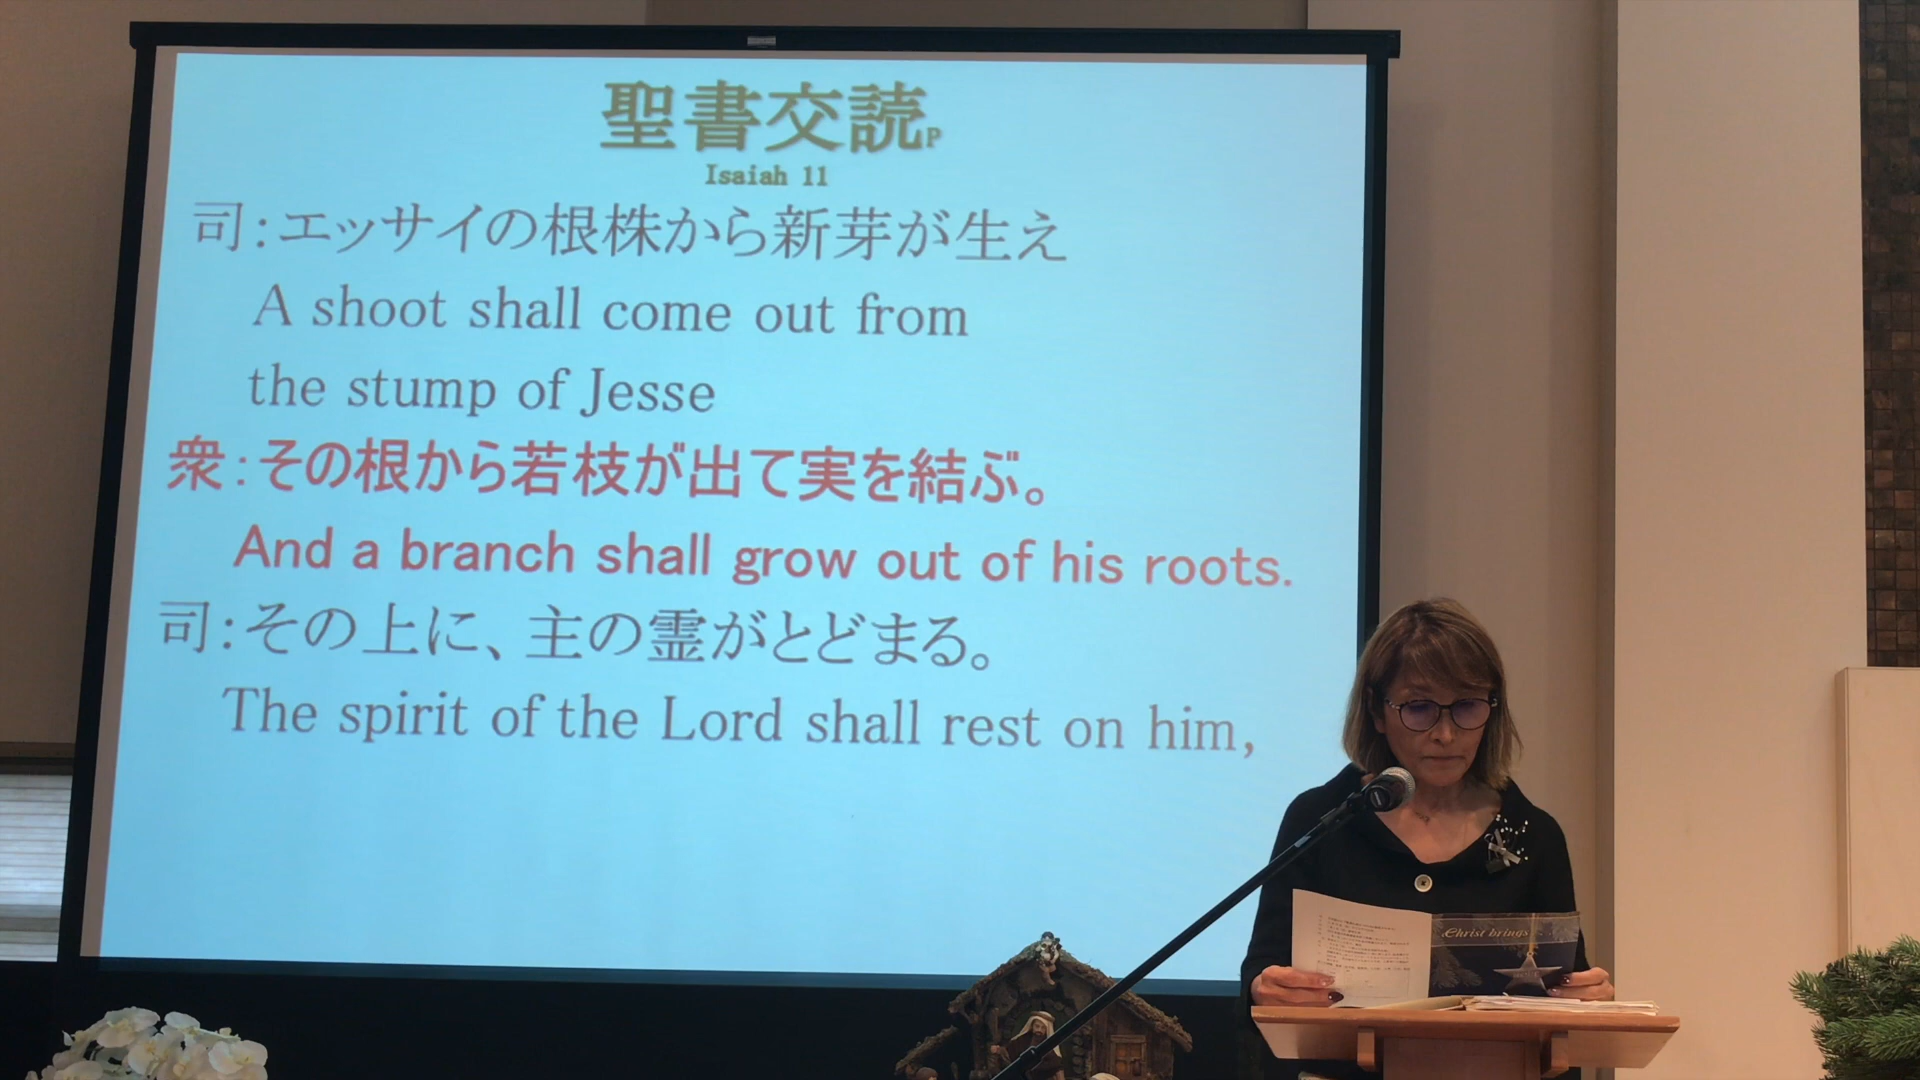 聖書交読P
Isaiah 11
司：エッサイの根株から新芽が生え
A shoot shall come out from
the stump of Jesse
衆：その根から若枝が出て実を結ぶ。
And a branch shall grow out of his roots.
司：その上に、主の霊がとどまる。
The spirit of the Lord shall rest on him,
Christ brings